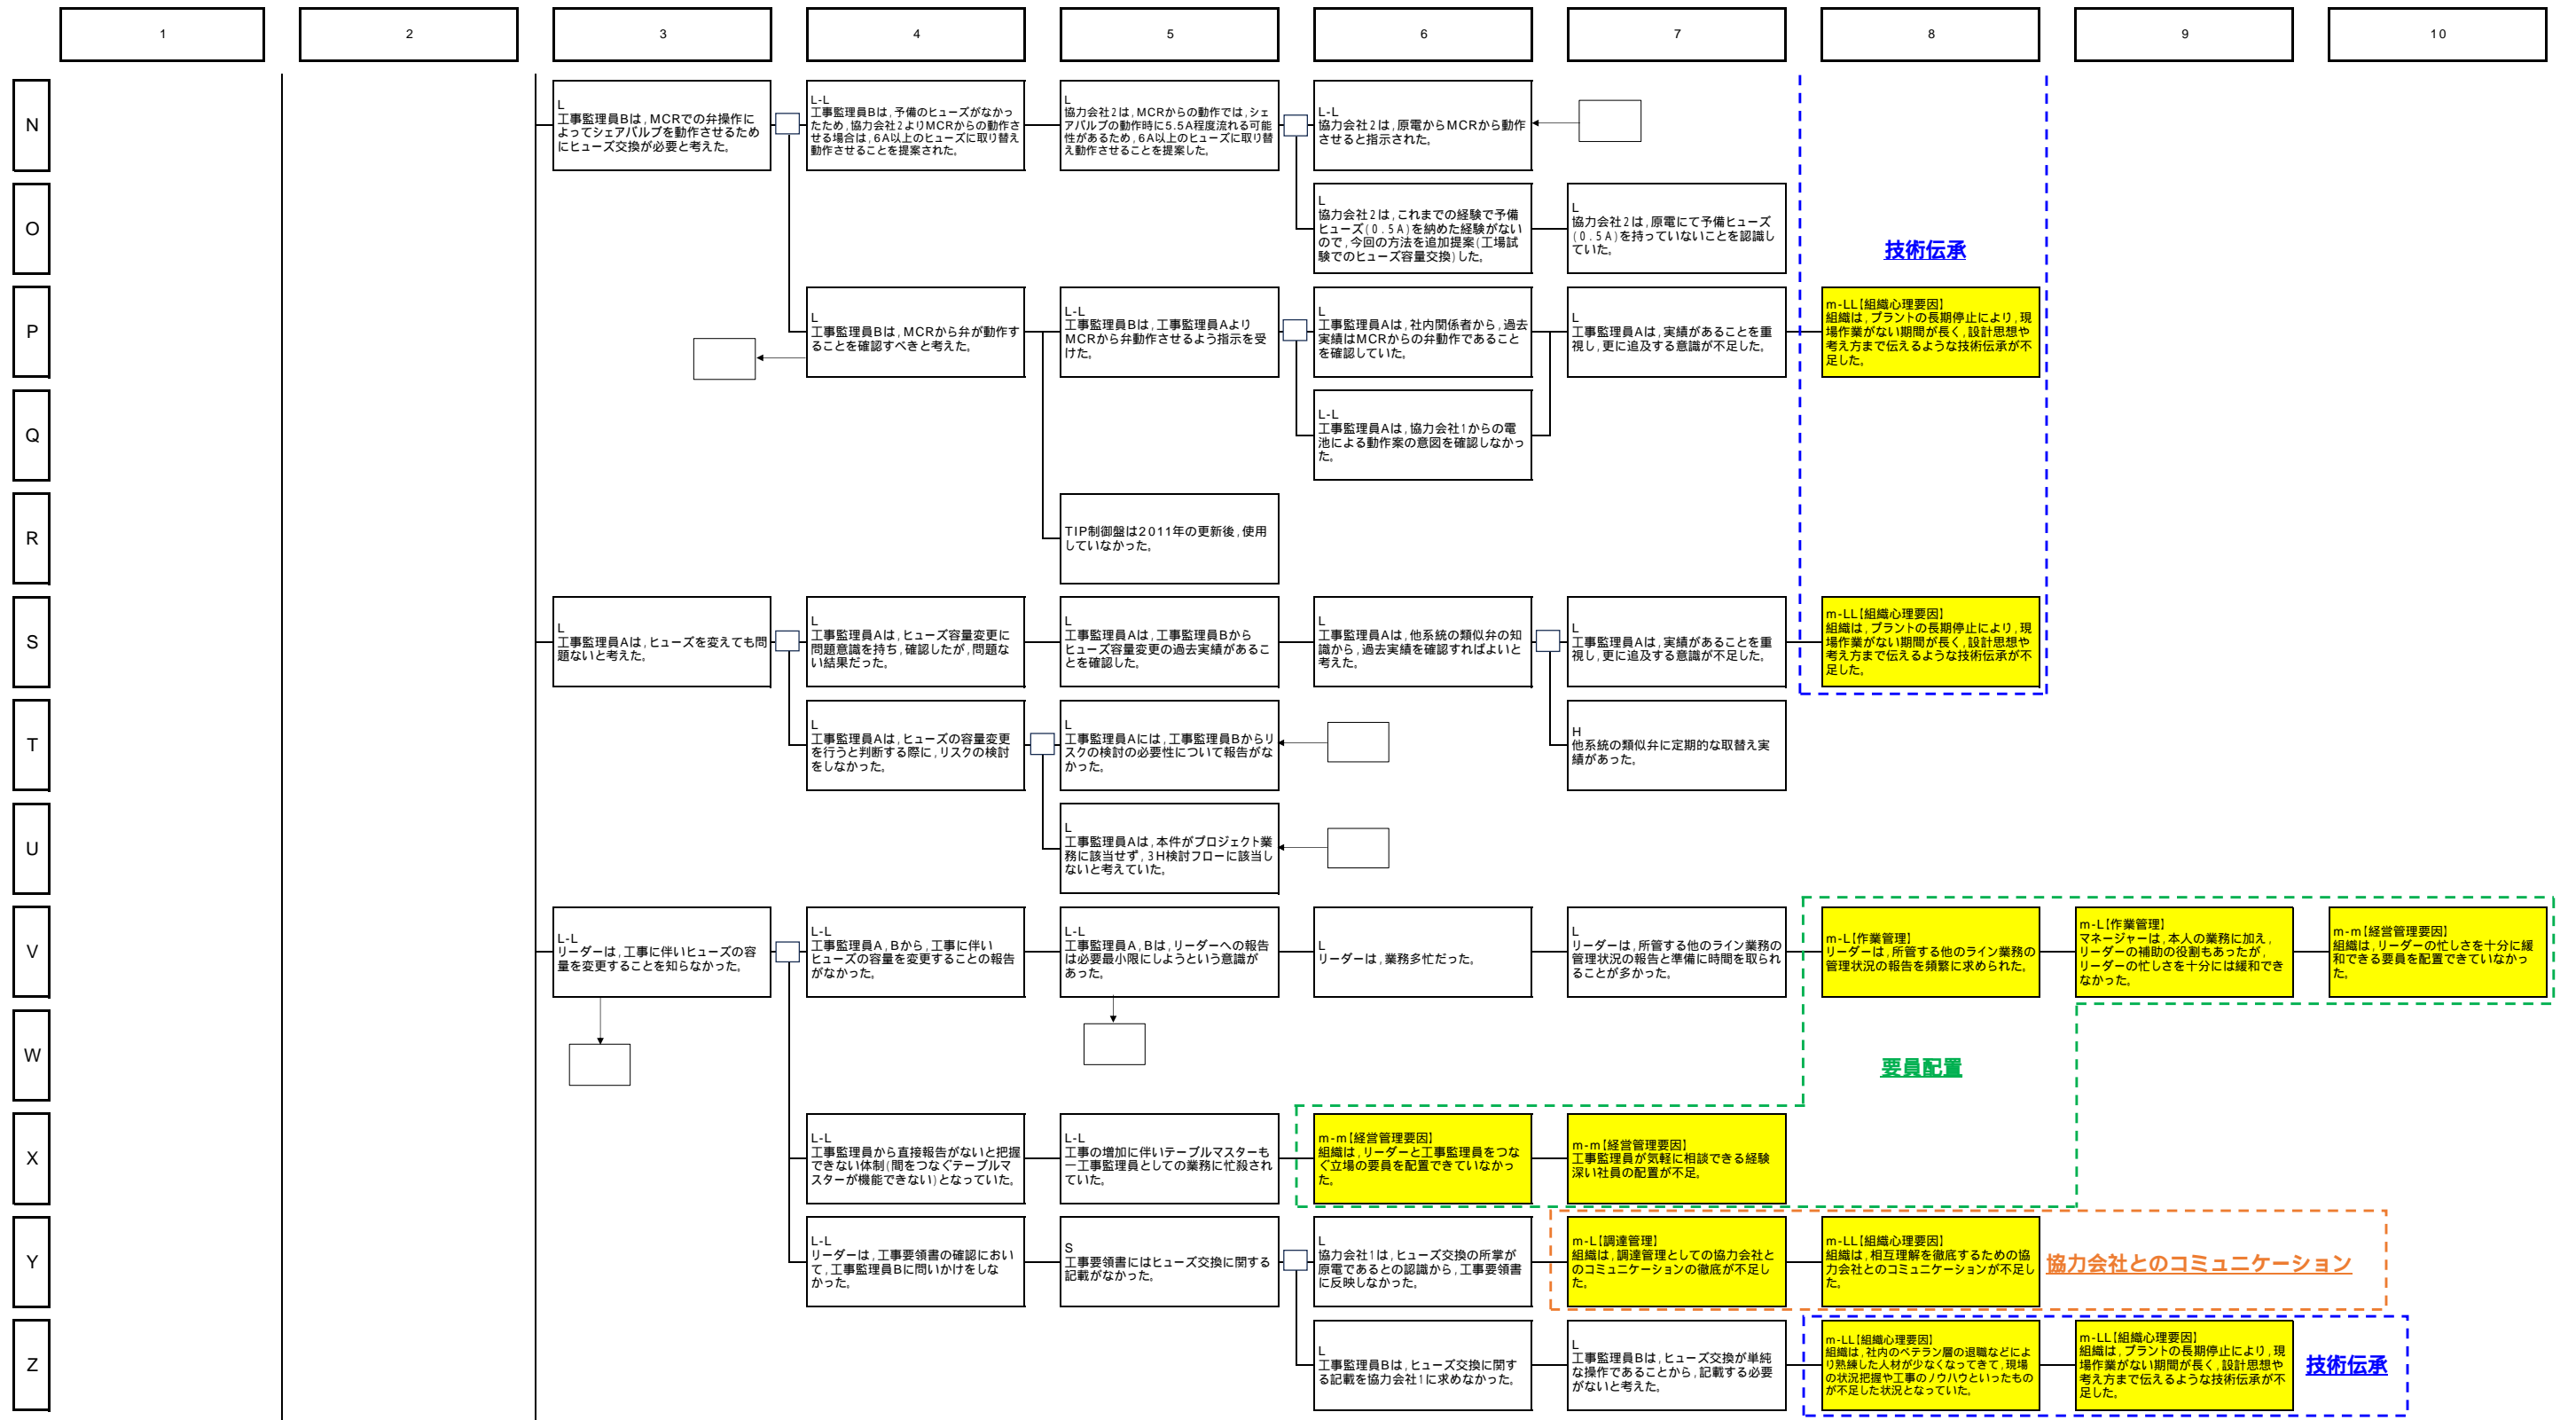 1
2
3
4
5
6
7
8
9
10
N
L
工事監理員Bは,MCRでの弁操作に
よってシェアバルブを動作させるため
にヒューズ交換が必要と考えた。
L-L
工事監理員Bは,予備のヒューズがなかっ
たため,協力会社2よりMCRからの動作さ
せる場合は,6A以上のヒューズに取り替え
動作させることを提案された。
L
協力会社2は,MCRからの動作では,シェ
アバルブの動作時に5.5A程度流れる可能
性があるため,6A以上のヒューズに取り替
え動作させることを提案した。
L-L
協力会社2は,原電からMCRから動作
させると指示された。
O
L
協力会社2は,これまでの経験で予備
ヒューズ(0.5A)を納めた経験がない
ので,今回の方法を追加提案(工場試
験でのヒューズ容量交換)した。
L
協力会社2は,原電にて予備ヒューズ
(0.5A)を持っていないことを認識し
ていた。
技術伝承
P
L
工事監理員Bは,MCRから弁が動作す
ることを確認すべきと考えた。
L-L
工事監理員Bは,工事監理員Aより
MCRから弁動作させるよう指示を受
けた。
L
工事監理員Aは,社内関係者から,過去
実績はMCRからの弁動作であること
を確認していた。
L
工事監理員Aは,実績があることを重
視し,更に追及する意識が不足した。
m-LL【組織心理要因】
組織は,プラントの長期停止により,現
場作業がない期間が長く,設計思想や
考え方まで伝えるような技術伝承が不
足した。
Q
L-L
工事監理員Aは,協力会社1からの電
池による動作案の意図を確認しなかっ
た。
R
TIP制御盤は2011年の更新後,使用
していなかった。
S
L
工事監理員Aは,ヒューズを変えても問
題ないと考えた。
L
工事監理員Aは,ヒューズ容量変更に
問題意識を持ち,確認したが,問題な
い結果だった。
L
工事監理員Aは,工事監理員Bから
ヒューズ容量変更の過去実績があるこ
とを確認した。
L
工事監理員Aは,他系統の類似弁の知
識から,過去実績を確認すればよいと
考えた。
L
工事監理員Aは,実績があることを重
視し,更に追及する意識が不足した。
m-LL【組織心理要因】
組織は,プラントの長期停止により,現
場作業がない期間が長く,設計思想や
考え方まで伝えるような技術伝承が不
足した。
T
L
工事監理員Aは,ヒューズの容量変更
を行うと判断する際に,リスクの検討
をしなかった。
L
工事監理員Aには,工事監理員Bからリ
スクの検討の必要性について報告がな
かった。
H
他系統の類似弁に定期的な取替え実
績があった。
U
L
工事監理員Aは,本件がプロジェクト業
務に該当せず,3H検討フローに該当し
ないと考えていた。
V
L-L
リーダーは,工事に伴いヒューズの容
量を変更することを知らなかった。
L-L
工事監理員A,Bから,工事に伴い
ヒューズの容量を変更することの報告
がなかった。
L-L
工事監理員A,Bは,リーダーへの報告
は必要最小限にしようという意識が
あった。
L
リーダーは,業務多忙だった。
L
リーダーは,所管する他のライン業務の
管理状況の報告と準備に時間を取られ
ることが多かった。
m-L【作業管理】
リーダーは,所管する他のライン業務の
管理状況の報告を頻繁に求められた。
m-L【作業管理】
マネージャーは,本人の業務に加え,
リーダーの補助の役割もあったが,
リーダーの忙しさを十分には緩和でき
なかった。
m-m【経営管理要因】
組織は,リーダーの忙しさを十分に緩
和できる要員を配置できていなかっ
た。
W
要員配置
X
L-L
工事監理員から直接報告がないと把握
できない体制(間をつなぐテーブルマ
スターが機能できない)となっていた。
L-L
工事の増加に伴いテーブルマスターも
一工事監理員としての業務に忙殺され
ていた。
m-m【経営管理要因】
組織は,リーダーと工事監理員をつな
ぐ立場の要員を配置できていなかっ
た。
m-m【経営管理要因】
工事監理員が気軽に相談できる経験
深い社員の配置が不足。
Y
L-L
リーダーは,工事要領書の確認におい
て,工事監理員Bに問いかけをしな
かった。
S
工事要領書にはヒューズ交換に関する
記載がなかった。
L
協力会社1は,ヒューズ交換の所掌が
原電であるとの認識から,工事要領書
に反映しなかった。
m-L【調達管理】
組織は,調達管理としての協力会社と
のコミュニケーションの徹底が不足し
た。
m-LL【組織心理要因】
組織は,相互理解を徹底するための協
力会社とのコミュニケーションが不足し
た。
協力会社とのコミュニケーション
Z
L
工事監理員Bは,ヒューズ交換に関す
る記載を協力会社1に求めなかった。
L
工事監理員Bは,ヒューズ交換が単純
な操作であることから,記載する必要
がないと考えた。
m-LL【組織心理要因】
組織は,社内のベテラン層の退職などによ
り熟練した人材が少なくなってきて,現場
の状況把握や工事のノウハウといったもの
が不足した状況となっていた。
m-LL【組織心理要因】
組織は,プラントの長期停止により,現
場作業がない期間が長く,設計思想や
考え方まで伝えるような技術伝承が不
足した。
技術伝承